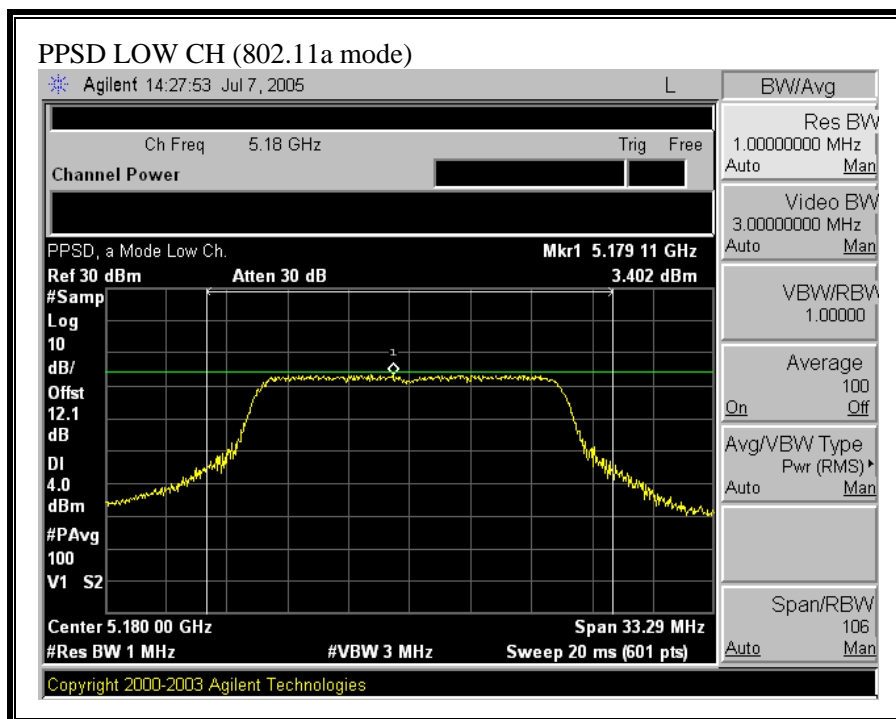 PPSD LOW CH (802.11a mode)
Agilent 14:27:53 Jul 7, 2005 L
BW/Avg
Ch Freq 5.18 GHz Trig Free
Channel Power
PPSD, a Mode Low Ch. Mkr1 5.179 11 GHz
Ref 30 dBm Atten 30 dB 3.402 dBm
#Samp
Log
10
dB/
Offst
12.1
dB
DI
4.0
dBm
#PAvg
100
V1 S2
1
Center 5.180 00 GHz Span 33.29 MHz
#Res BW 1 MHz #VBW 3 MHz Sweep 20 ms (601 pts)
Copyright 2000-2003 Agilent Technologies
Res BW
1.00000000 MHz
Auto Man
Video BW
3.00000000 MHz
Auto Man
VBW/RBW
1.00000
Average
100
On Off
Avg/VBW Type
Pwr (RMS)
Auto Man
Span/RBW
106
Auto Man